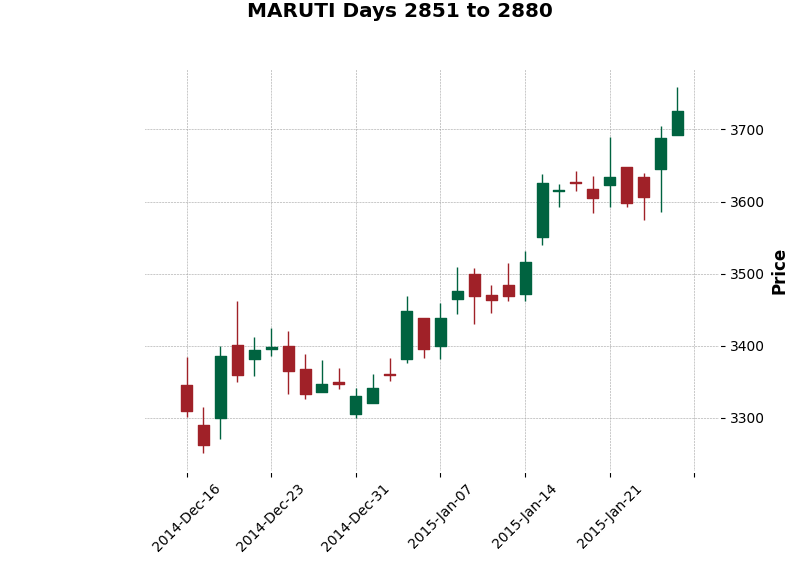 MARUTI Days 2851 to 2880
3700
3600
3500
3400
3300
Price
2014-Dec-16
2014-Dec-23
2014-Dec-31
2015-Jan-07
2015-Jan-14
2015-Jan-21